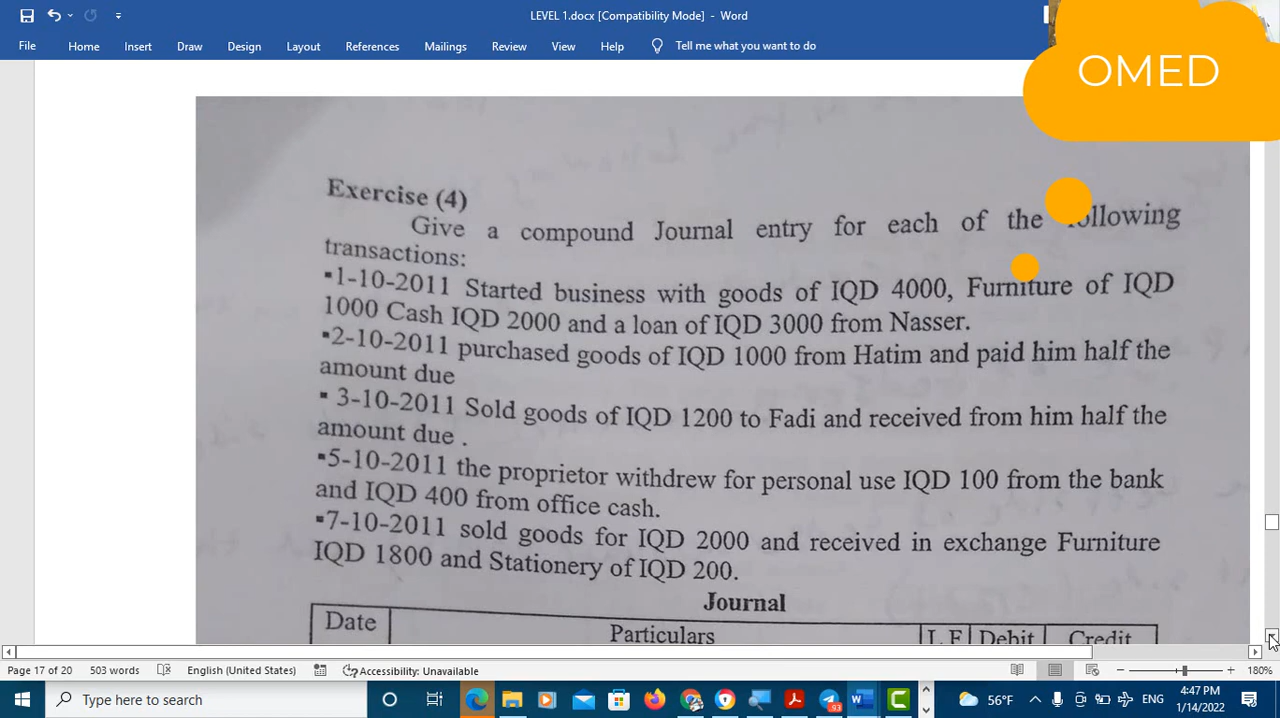 LEVEL 1.docx [Compatibility Mode] - Word
File Home Insert Draw Design Layout References Mailings Review View Help Tell me what you want to do
OMED
Exercise (4)
Give a compound Journal entry for each of the following
transactions:
▪1-10-2011 Started business with goods of IQD 4000, Furniture of IQD
1000 Cash IQD 2000 and a loan of IQD 3000 from Nasser.
▪2-10-2011 purchased goods of IQD 1000 from Hatim and paid him half the
amount due
▪ 3-10-2011 Sold goods of IQD 1200 to Fadi and received from him half the
amount due .
▪5-10-2011 the proprietor withdrew for personal use IQD 100 from the bank
and IQD 400 from office cash.
▪7-10-2011 sold goods for IQD 2000 and received in exchange Furniture
IQD 1800 and Stationery of IQD 200.
Journal
Date Particulars L.F Debit Credit
Page 17 of 20 503 words English (United States) Accessibility: Unavailable 180%
Type here to search 93 56°F ENG 4:47 PM
1/14/2022